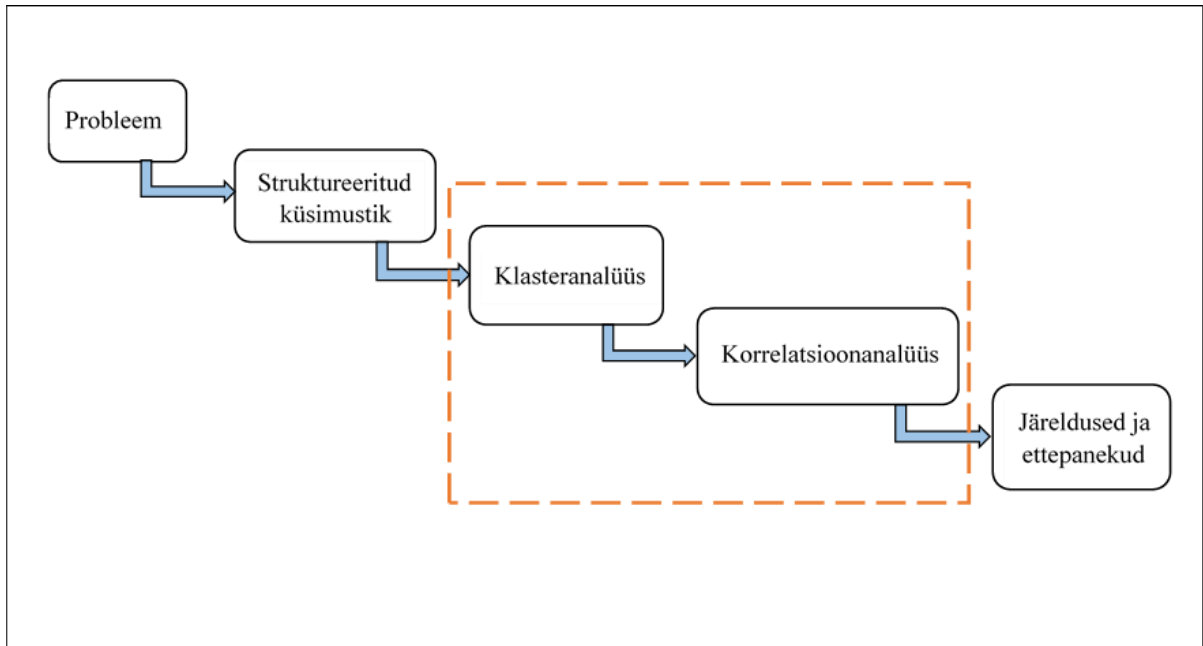 Probleem
Struktureeritud
küsimustik
Klasteranalüüs
Korrelatsioonanalüüs
Järeldused ja
ettepanekud